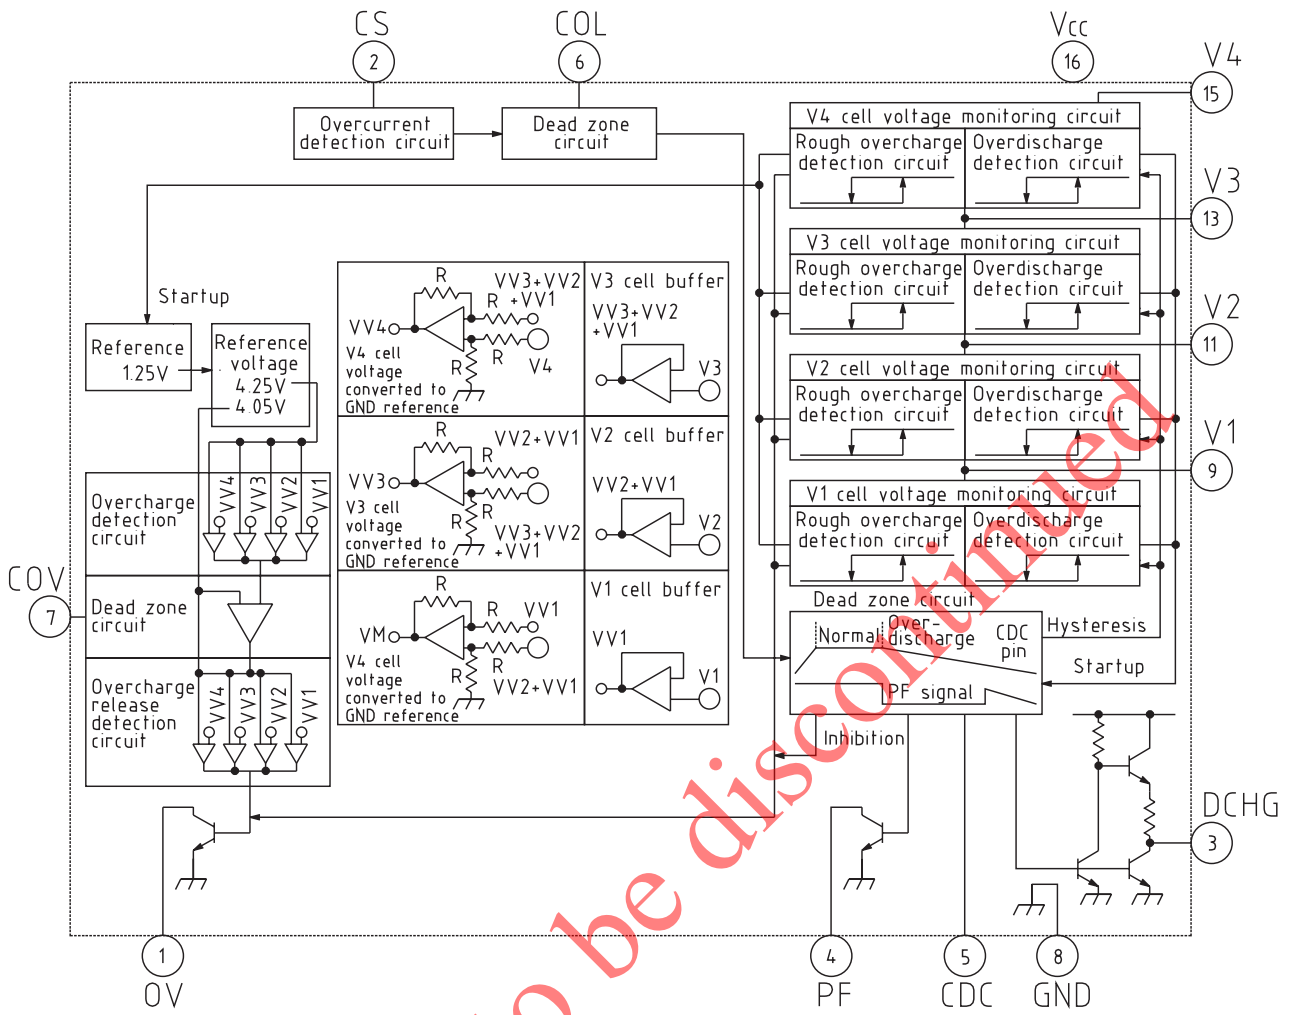 CS
2
COL
6
Vcc
16
V4
15
Overcurrent
detection circuit
Dead zone
circuit
V4 cell voltage monitoring circuit
Rough overcharge
detection circuit
Overdischarge
detection circuit
V3
13
V3 cell voltage monitoring circuit
Rough overcharge
detection circuit
Overdischarge
detection circuit
V2
11
V2 cell voltage monitoring circuit
Rough overcharge
detection circuit
Overdischarge
detection circuit
V1
9
V1 cell voltage monitoring circuit
Rough overcharge
detection circuit
Overdischarge
detection circuit
Startup
Reference
1.25V
Reference
voltage
4.25V
4.05V
R
VV3+VV2
+VV1
R
VV4
R
R
V4
V4 cell
voltage
converted to
GND reference
V3 cell buffer
VV3+VV2
+VV1
V3
R
VV2+VV1
R
VV3
R
R
VV3+VV2
+VV1
V3 cell
voltage
converted to
GND reference
V2 cell buffer
VV2+VV1
V2
R
R
VV1
VM
R
R
VV2+VV1
V4 cell
voltage
converted to
GND reference
V1 cell buffer
VV1
V1
Overcharge
detection
circuit
VV4
VV3
VV2
VV1
COV
7
Dead zone
circuit
Overcharge
release
detection
circuit
VV4
VV3
VV2
VV1
Dead zone circuit
Normal
Over-
discharge
CDC
pin
PF signal
Hysteresis
Startup
Inhibition
DCHG
3
1
OV
4
PF
5
CDC
8
GND
to be discontinued